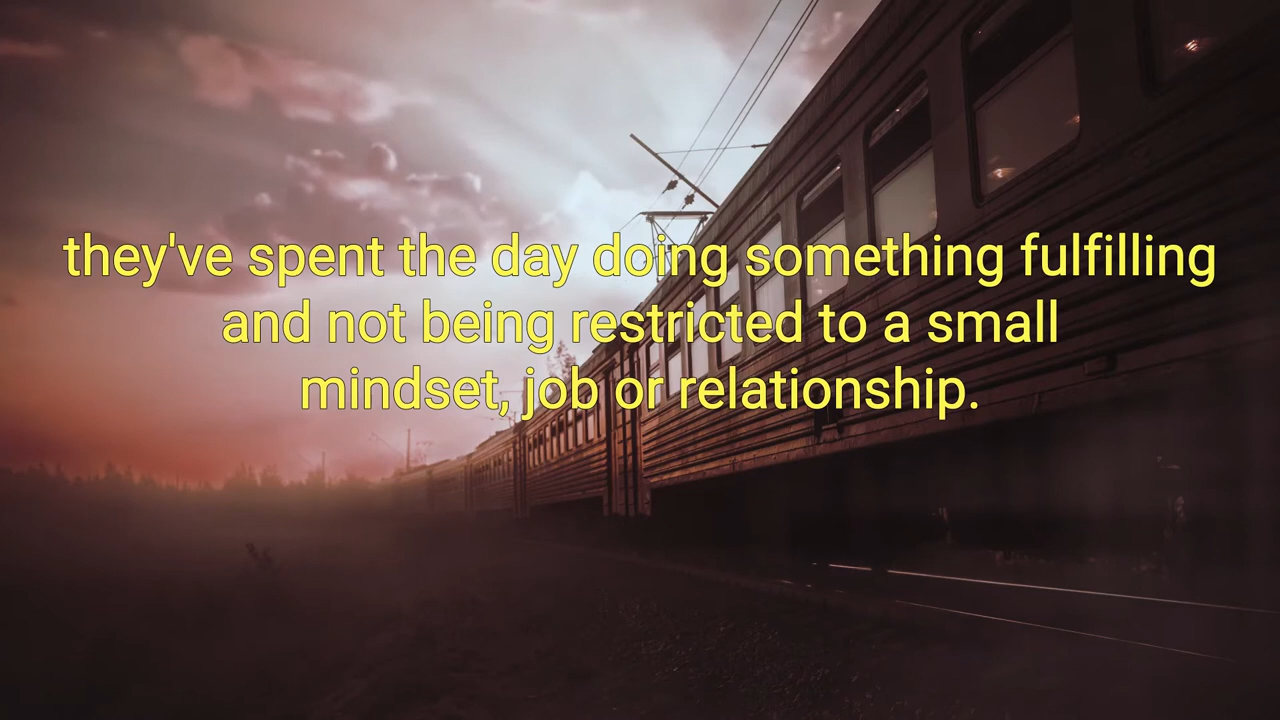 they've spent the day doing something fulfilling
and not being restricted to a small
mindset, job or relationship.